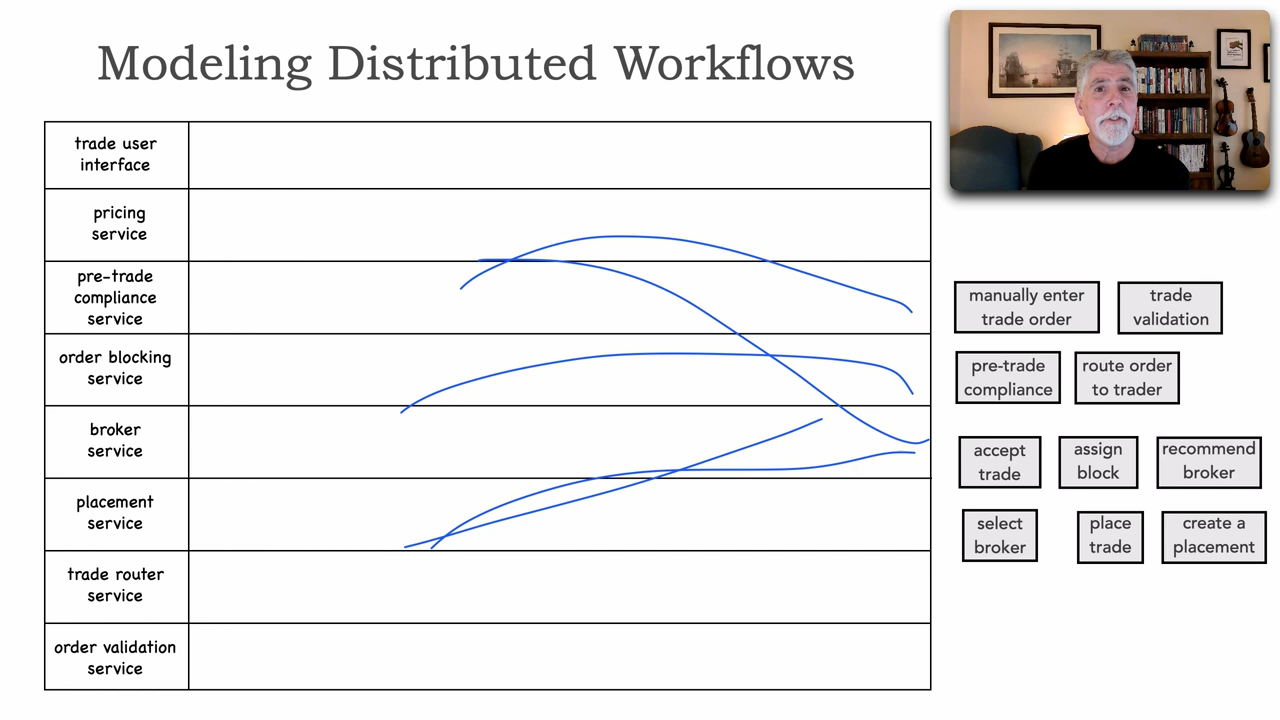 Modeling Distributed Workflows
trade user
interface
pricing
service
pre-trade
compliance
service
order blocking
service
broker
service
placement
service
trade router
service
order validation
service
manually enter
trade order
trade
validation
pre-trade
compliance
route order
to trader
accept
trade
assign
block
recommend
broker
select
broker
place
trade
create a
placement